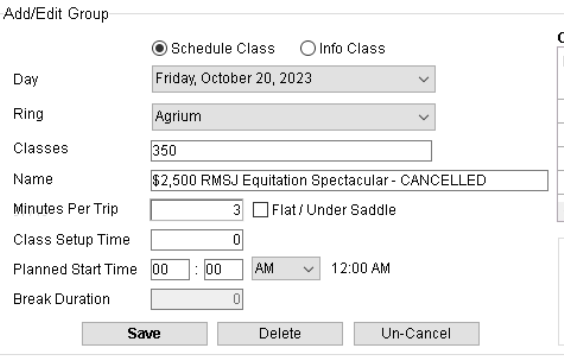 Add/Edit Group
Schedule Class Info Class
Day Friday, October 20, 2023
Ring Agrium
Classes 350
Name $2,500 RMSJ Equitation Spectacular - CANCELLED
Minutes Per Trip 3 Flat / Under Saddle
Class Setup Time 0
Planned Start Time 00 : 00 AM 12:00 AM
Break Duration 0
Save Delete Un-Cancel